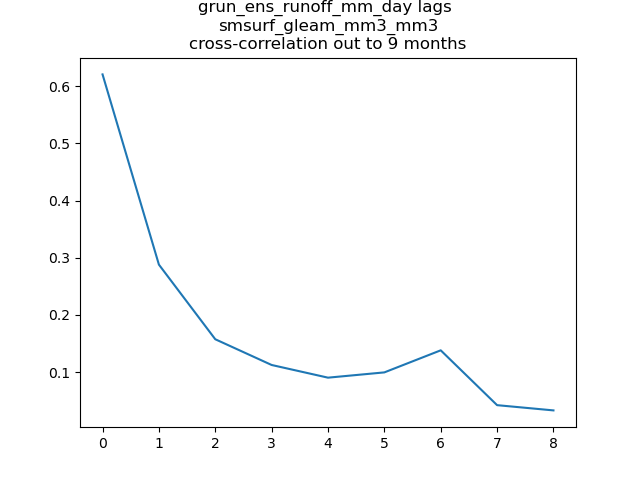 grun_ens_runoff_mm_day lags
smsurf_gleam_mm3_mm3
cross-correlation out to 9 months
0.6
0.5
0.4
0.3
0.2
0.1
0 1 2 3 4 5 6 7 8